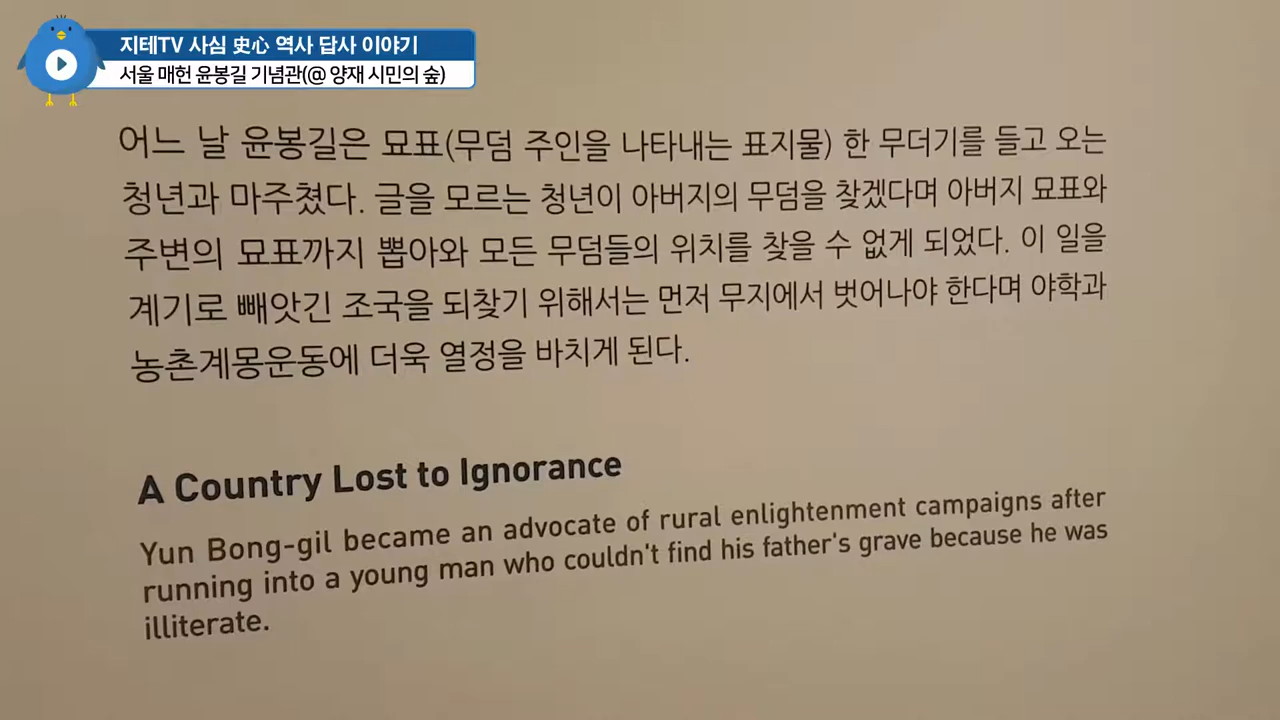 지테TV 사심 史心 역사 답사 이야기
서울 매헌 윤봉길 기념관(@ 양재 시민의 숲)
어느 날 윤봉길은 묘표(무덤 주인을 나타내는 표지물) 한 무더기를 들고 오는
청년과 마주쳤다. 글을 모르는 청년이 아버지의 무덤을 찾겠다며 아버지 묘표와
주변의 묘표까지 뽑아와 모든 무덤들의 위치를 찾을 수 없게 되었다. 이 일을
계기로 빼앗긴 조국을 되찾기 위해서는 먼저 무지에서 벗어나야 한다며 야학과
농촌계몽운동에 더욱 열정을 바치게 된다.
A Country Lost to Ignorance
Yun Bong-gil became an advocate of rural enlightenment campaigns after
running into a young man who couldn't find his father's grave because he was
illiterate.